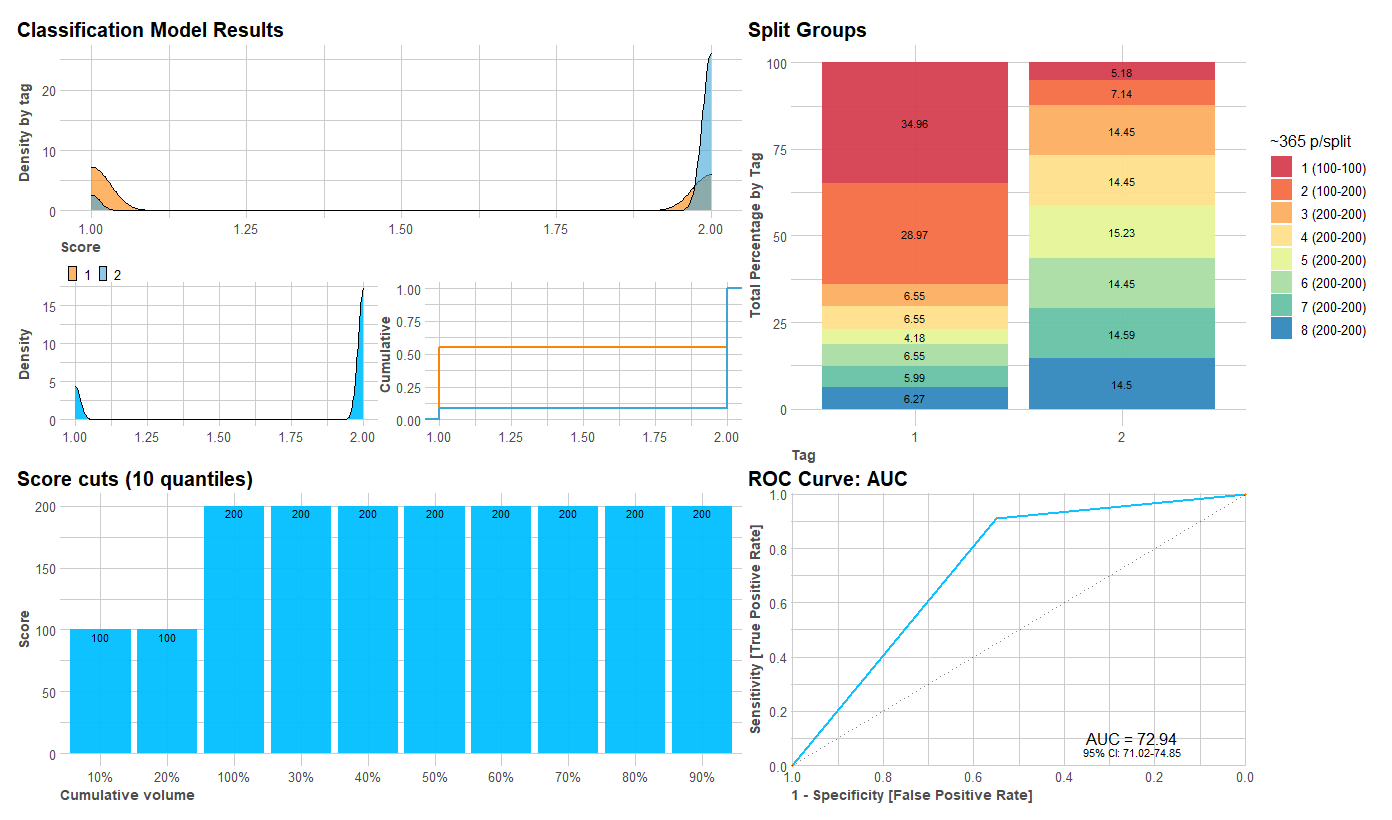 Classification Model Results
Density by tag
20
10
0
1.00 1.25 1.50 1.75 2.00
Score
1 2
Density
15
10
5
0
1.00 1.25 1.50 1.75 2.00
Cumulative
1.00
0.75
0.50
0.25
0.00
1.00 1.25 1.50 1.75 2.00
Split Groups
Total Percentage by Tag
100
75
50
25
0
34.96
28.97
6.55
6.55
4.18
6.55
5.99
6.27
5.18
7.14
14.45
14.45
15.23
14.45
14.59
14.5
1 2
Tag
~365 p/split
1 (100-100)
2 (100-200)
3 (200-200)
4 (200-200)
5 (200-200)
6 (200-200)
7 (200-200)
8 (200-200)
Score cuts (10 quantiles)
Score
200
150
100
50
0
100 100 200 200 200 200 200 200 200 200
10% 20% 100% 30% 40% 50% 60% 70% 80% 90%
Cumulative volume
ROC Curve: AUC
Sensitivity [True Positive Rate]
1.0
0.8
0.6
0.4
0.2
0.0
AUC = 72.94
95% CI: 71.02-74.85
1.0 0.8 0.6 0.4 0.2 0.0
1 - Specificity [False Positive Rate]